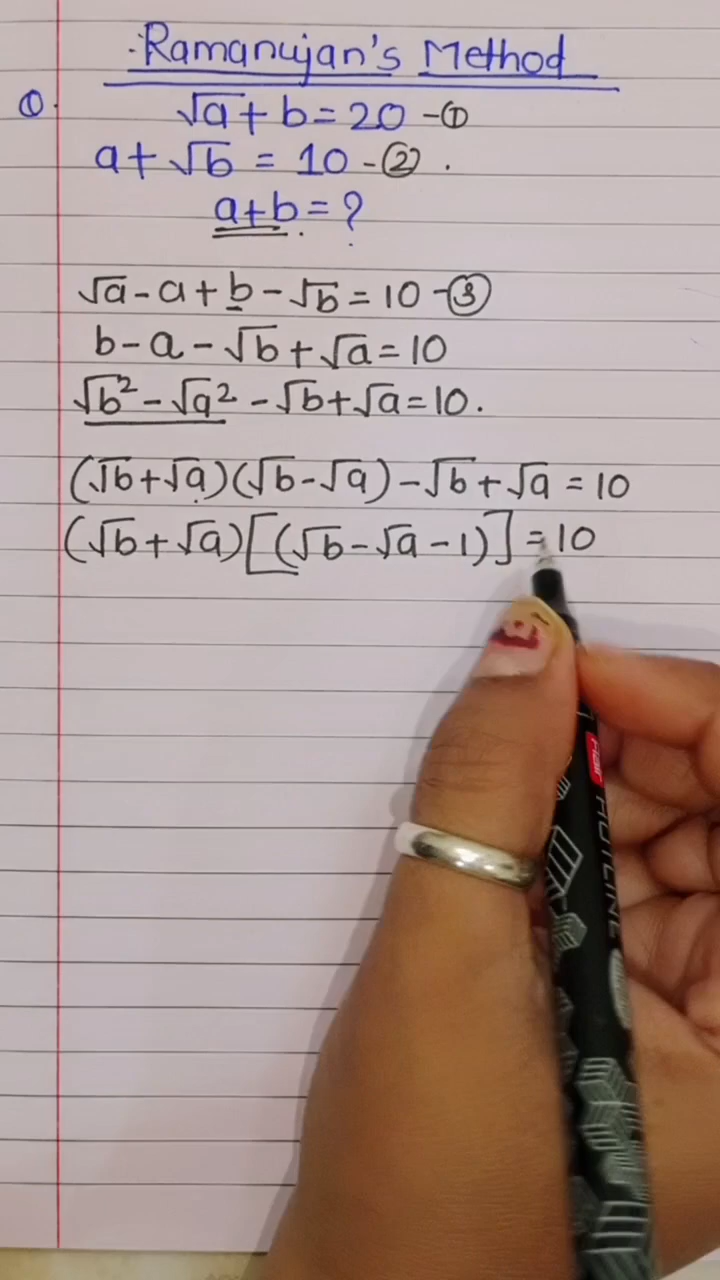 Ramanujan's Method
①. √a + b = 20 -①
a + √b = 10 -②.
a+b = ?
√a - a + b - √b = 10 -③
b - a - √b + √a = 10
√b² - √a² - √b + √a = 10.
(√b + √a)(√b - √a) - √b + √a = 10
(√b + √a)[(√b - √a - 1)] = 10